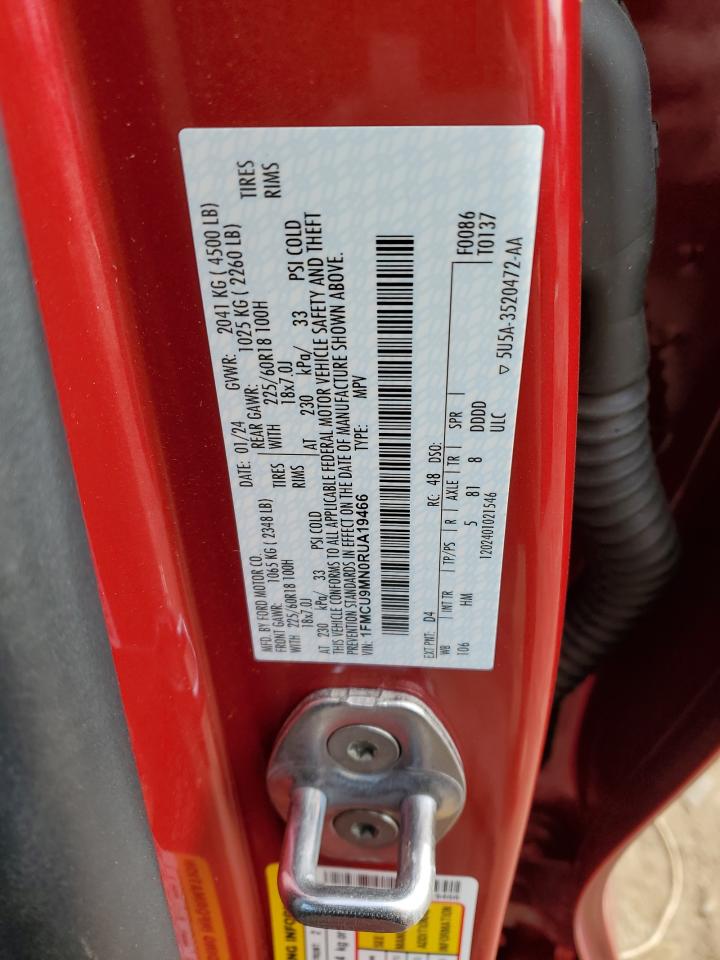 MFD. BY FORD MOTOR CO.
DATE: 01/24 GVWR: 2041 KG ( 4500 LB)
FRONT GAWR: 1065 KG ( 2348 LB) REAR GAWR: 1025 KG ( 2260 LB)
WITH 225/60R18 100H TIRES WITH 225/60R18 100H TIRES
18x7.0J RIMS 18x7.0J RIMS
AT 230 kPa/ 33 PSI COLD AT 230 kPa/ 33 PSI COLD
THIS VEHICLE CONFORMS TO ALL APPLICABLE FEDERAL MOTOR VEHICLE SAFETY AND THEFT
PREVENTION STANDARDS IN EFFECT ON THE DATE OF MANUFACTURE SHOWN ABOVE.
VIN: 1FMCU9MN0RUA19466 TYPE: MPV
EXT PNT: D4 RC: 48 DSO: F0086
WB INT TR TP/PS R AXLE TR SPR T0137
106 HM 5 81 8 DDDD
1202401021546 ULC
▽ 5U5A-3520472-AA